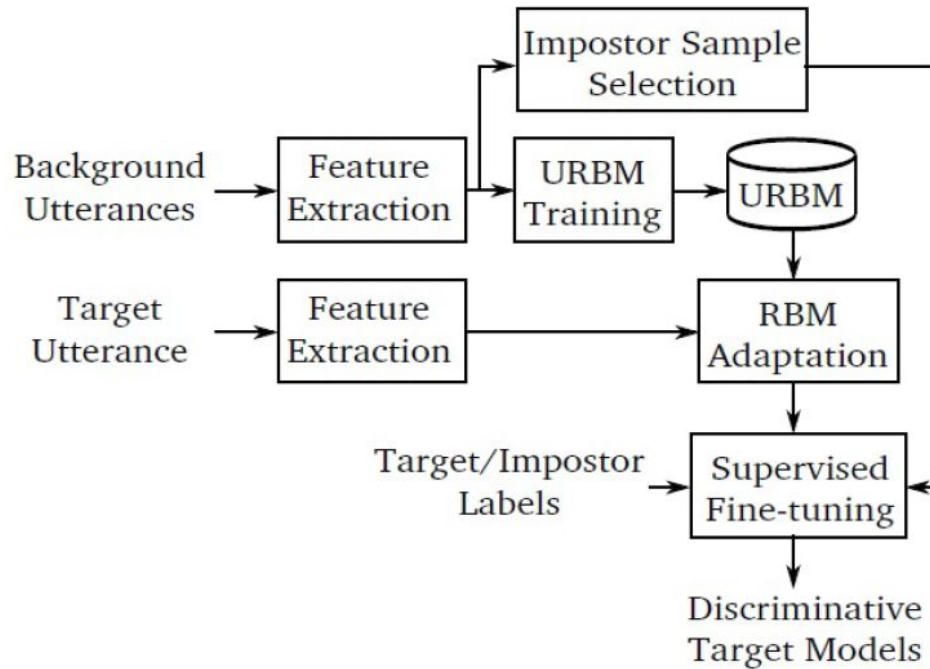 Impostor Sample
Selection
Background
Utterances
Feature
Extraction
URBM
Training
URBM
Target
Utterance
Feature
Extraction
RBM
Adaptation
Target/Impostor
Labels
Supervised
Fine-tuning
Discriminative
Target Models